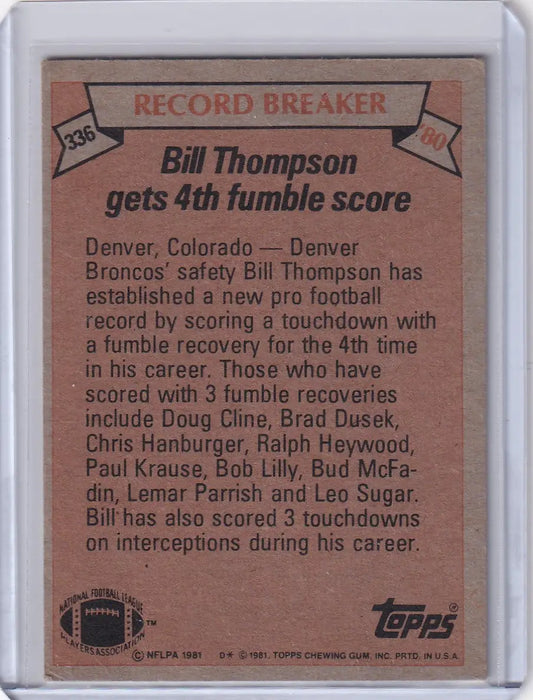 RECORD BREAKER
336
'80
Bill Thompson
gets 4th fumble score
Denver, Colorado — Denver
Broncos' safety Bill Thompson has
established a new pro football
record by scoring a touchdown with
a fumble recovery for the 4th time
in his career. Those who have
scored with 3 fumble recoveries
include Doug Cline, Brad Dusek,
Chris Hanburger, Ralph Heywood,
Paul Krause, Bob Lilly, Bud McFa-
din, Lemar Parrish and Leo Sugar.
Bill has also scored 3 touchdowns
on interceptions during his career.
NATIONAL FOOTBALL LEAGUE
PLAYERS ASSOCIATION
TM
topps®
© NFLPA 1981
D* © 1981. TOPPS CHEWING GUM, INC. PRTD. IN U.S.A.